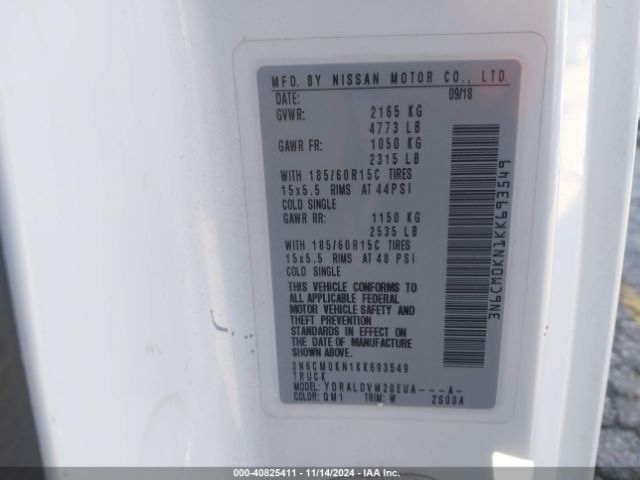 MFD. BY NISSAN MOTOR CO., LTD.
DATE: 09/18
GVWR: 2165 KG
4773 LB
GAWR FR: 1050 KG
2315 LB
WITH 185/60R15C TIRES
15x5.5 RIMS AT 44PSI
COLD SINGLE
GAWR RR: 1150 KG
2535 LB
WITH 185/60R15C TIRES
15x5.5 RIMS AT 48 PSI
COLD SINGLE
THIS VEHICLE CONFORMS TO
ALL APPLICABLE FEDERAL
MOTOR VEHICLE SAFETY AND
THEFT PREVENTION
STANDARDS IN EFFECT ON
THE DATE OF MANUFACTURE
SHOWN ABOVE.
3N6CM0KN1KK693549
TRUCK
MODEL: YDRALDVM20EUA----A-
COLOR: QM1 TRIM: W ZS00A
3N6CM0KN1KK693549
000-40825411 - 11/14/2024 - IAA Inc.